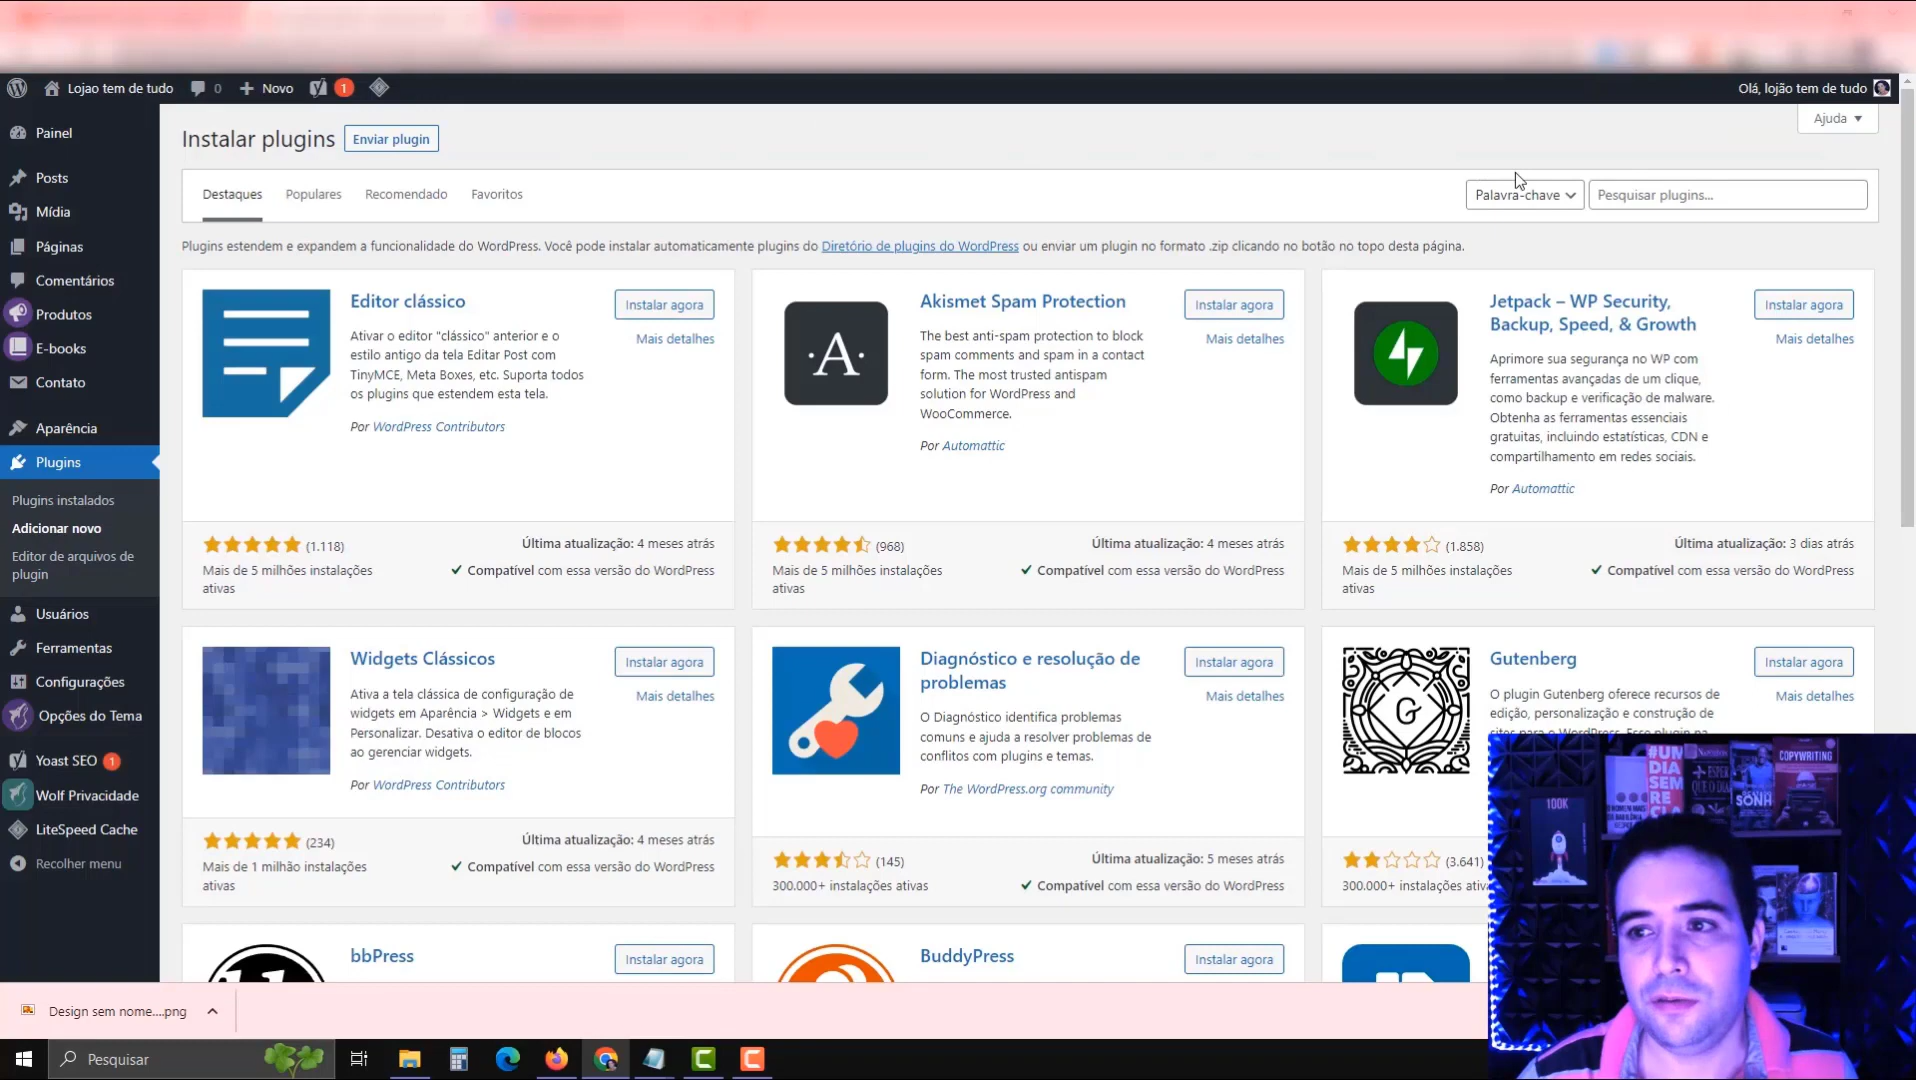 Lojao tem de tudo
0
Novo
1
Olá, lojão tem de tudo
Painel
Posts
Mídia
Páginas
Comentários
Produtos
E-books
Contato
Aparência
Plugins
Plugins instalados
Adicionar novo
Editor de arquivos de
plugin
Usuários
Ferramentas
Configurações
Opções do Tema
Yoast SEO 1
Wolf Privacidade
LiteSpeed Cache
Recolher menu
Instalar plugins
Enviar plugin
Ajuda
Destaques
Populares
Recomendado
Favoritos
Palavra-chave
Pesquisar plugins...
Plugins estendem e expandem a funcionalidade do WordPress. Você pode instalar automaticamente plugins do Diretório de plugins do WordPress ou enviar um plugin no formato .zip clicando no botão no topo desta página.
Editor clássico
Instalar agora
Mais detalhes
Ativar o editor "clássico" anterior e o
estilo antigo da tela Editar Post com
TinyMCE, Meta Boxes, etc. Suporta todos
os plugins que estendem esta tela.
Por WordPress Contributors
(1.118)
Última atualização: 4 meses atrás
Mais de 5 milhões instalações
ativas
Compatível com essa versão do WordPress
A
Akismet Spam Protection
Instalar agora
Mais detalhes
The best anti-spam protection to block
spam comments and spam in a contact
form. The most trusted antispam
solution for WordPress and
WooCommerce.
Por Automattic
(968)
Última atualização: 4 meses atrás
Mais de 5 milhões instalações
ativas
Compatível com essa versão do WordPress
Jetpack – WP Security,
Backup, Speed, & Growth
Instalar agora
Mais detalhes
Aprimore sua segurança no WP com
ferramentas avançadas de um clique,
como backup e verificação de malware.
Obtenha as ferramentas essenciais
gratuitas, incluindo estatísticas, CDN e
compartilhamento em redes sociais.
Por Automattic
(1.858)
Última atualização: 3 dias atrás
Mais de 5 milhões instalações
ativas
Compatível com essa versão do WordPress
Widgets Clássicos
Instalar agora
Mais detalhes
Ativa a tela clássica de configuração de
widgets em Aparência > Widgets e em
Personalizar. Desativa o editor de blocos
ao gerenciar widgets.
Por WordPress Contributors
(234)
Última atualização: 4 meses atrás
Mais de 1 milhão instalações
ativas
Compatível com essa versão do WordPress
Diagnóstico e resolução de
problemas
Instalar agora
Mais detalhes
O Diagnóstico identifica problemas
comuns e ajuda a resolver problemas de
conflitos com plugins e temas.
Por The WordPress.org community
(145)
Última atualização: 5 meses atrás
300.000+ instalações ativas
Compatível com essa versão do WordPress
G
Gutenberg
Instalar agora
Mais detalhes
O plugin Gutenberg oferece recursos de
edição, personalização e construção de
(3.641)
300.000+ instalações
bbPress
Instalar agora
BuddyPress
Instalar agora
100K
#UM
DIA
SEM
RE
COPYWRITING
SONH
Design sem nome....png
Pesquisar